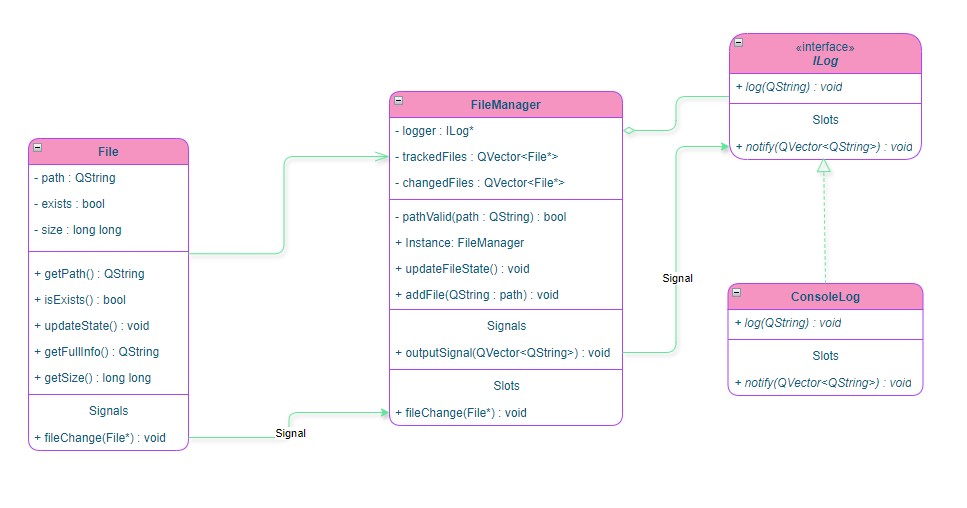 File
- path : QString
- exists : bool
- size : long long
+ getPath() : QString
+ isExists() : bool
+ updateState() : void
+ getFullInfo() : QString
+ getSize() : long long
Signals
+ fileChange(File*) : void
Signal
FileManager
- logger : ILog*
- trackedFiles : QVector<File*>
- changedFiles : QVector<File*>
- pathValid(path : QString) : bool
+ Instance: FileManager
+ updateFileState() : void
+ addFile(QString : path) : void
Signals
+ outputSignal(QVector<QString>) : void
Slots
+ fileChange(File*) : void
Signal
«interface»
ILog
+ log(QString) : void
Slots
+ notify(QVector<QString>) : void
ConsoleLog
+ log(QString) : void
Slots
+ notify(QVector<QString>) : void